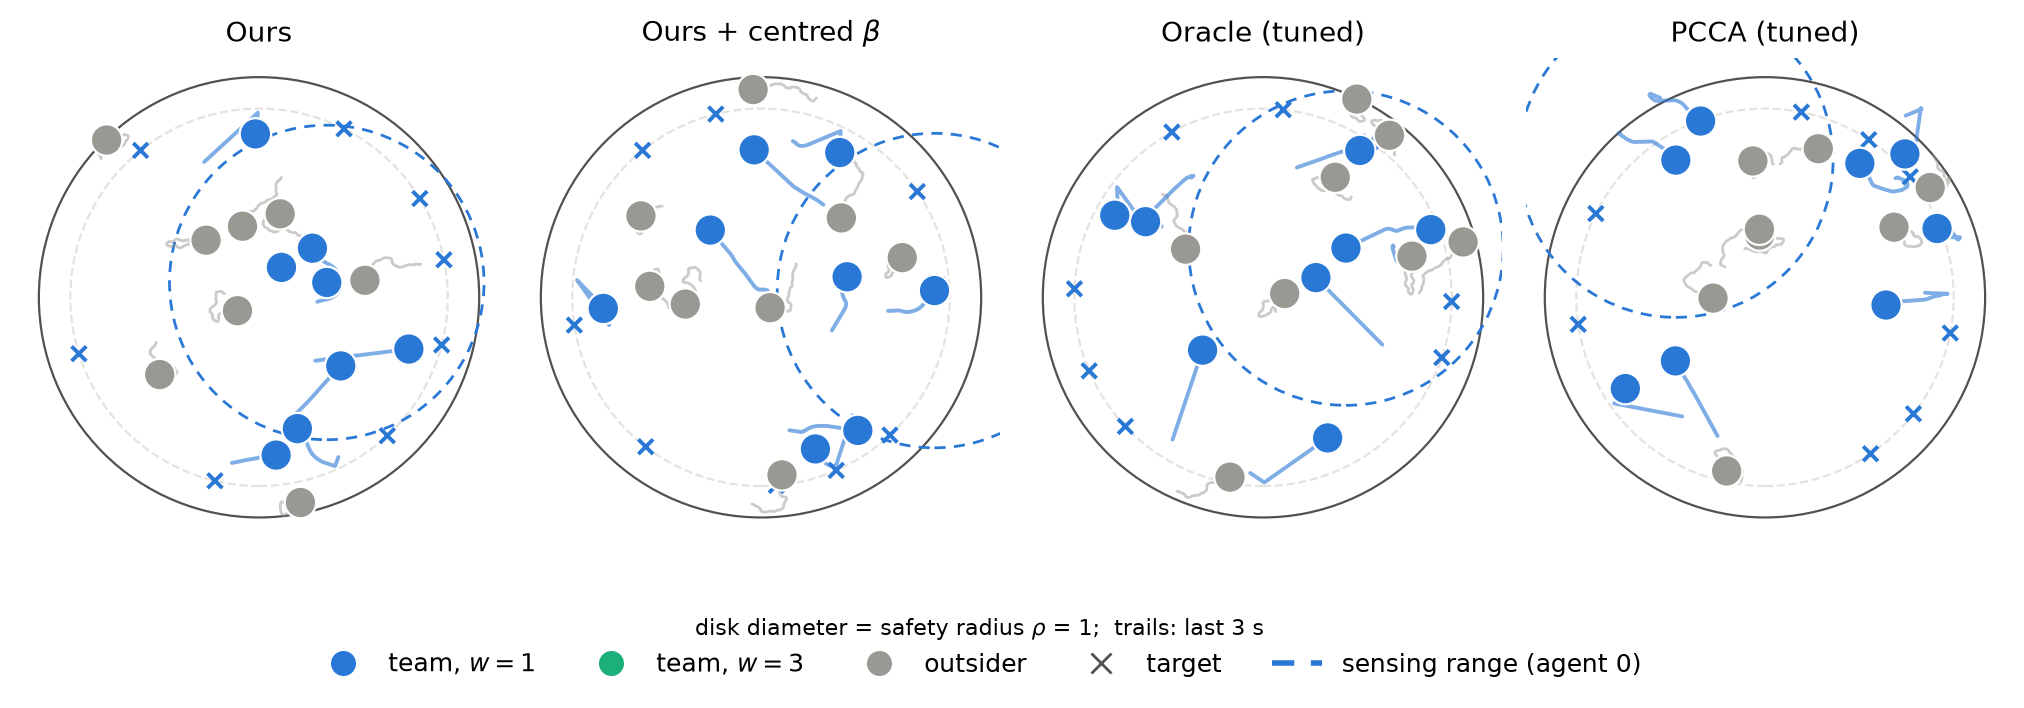 Ours
Ours + centred β
Oracle (tuned)
PCCA (tuned)
disk diameter = safety radius ρ = 1;  trails: last 3 s
team, w = 1
team, w = 3
outsider
target
sensing range (agent 0)